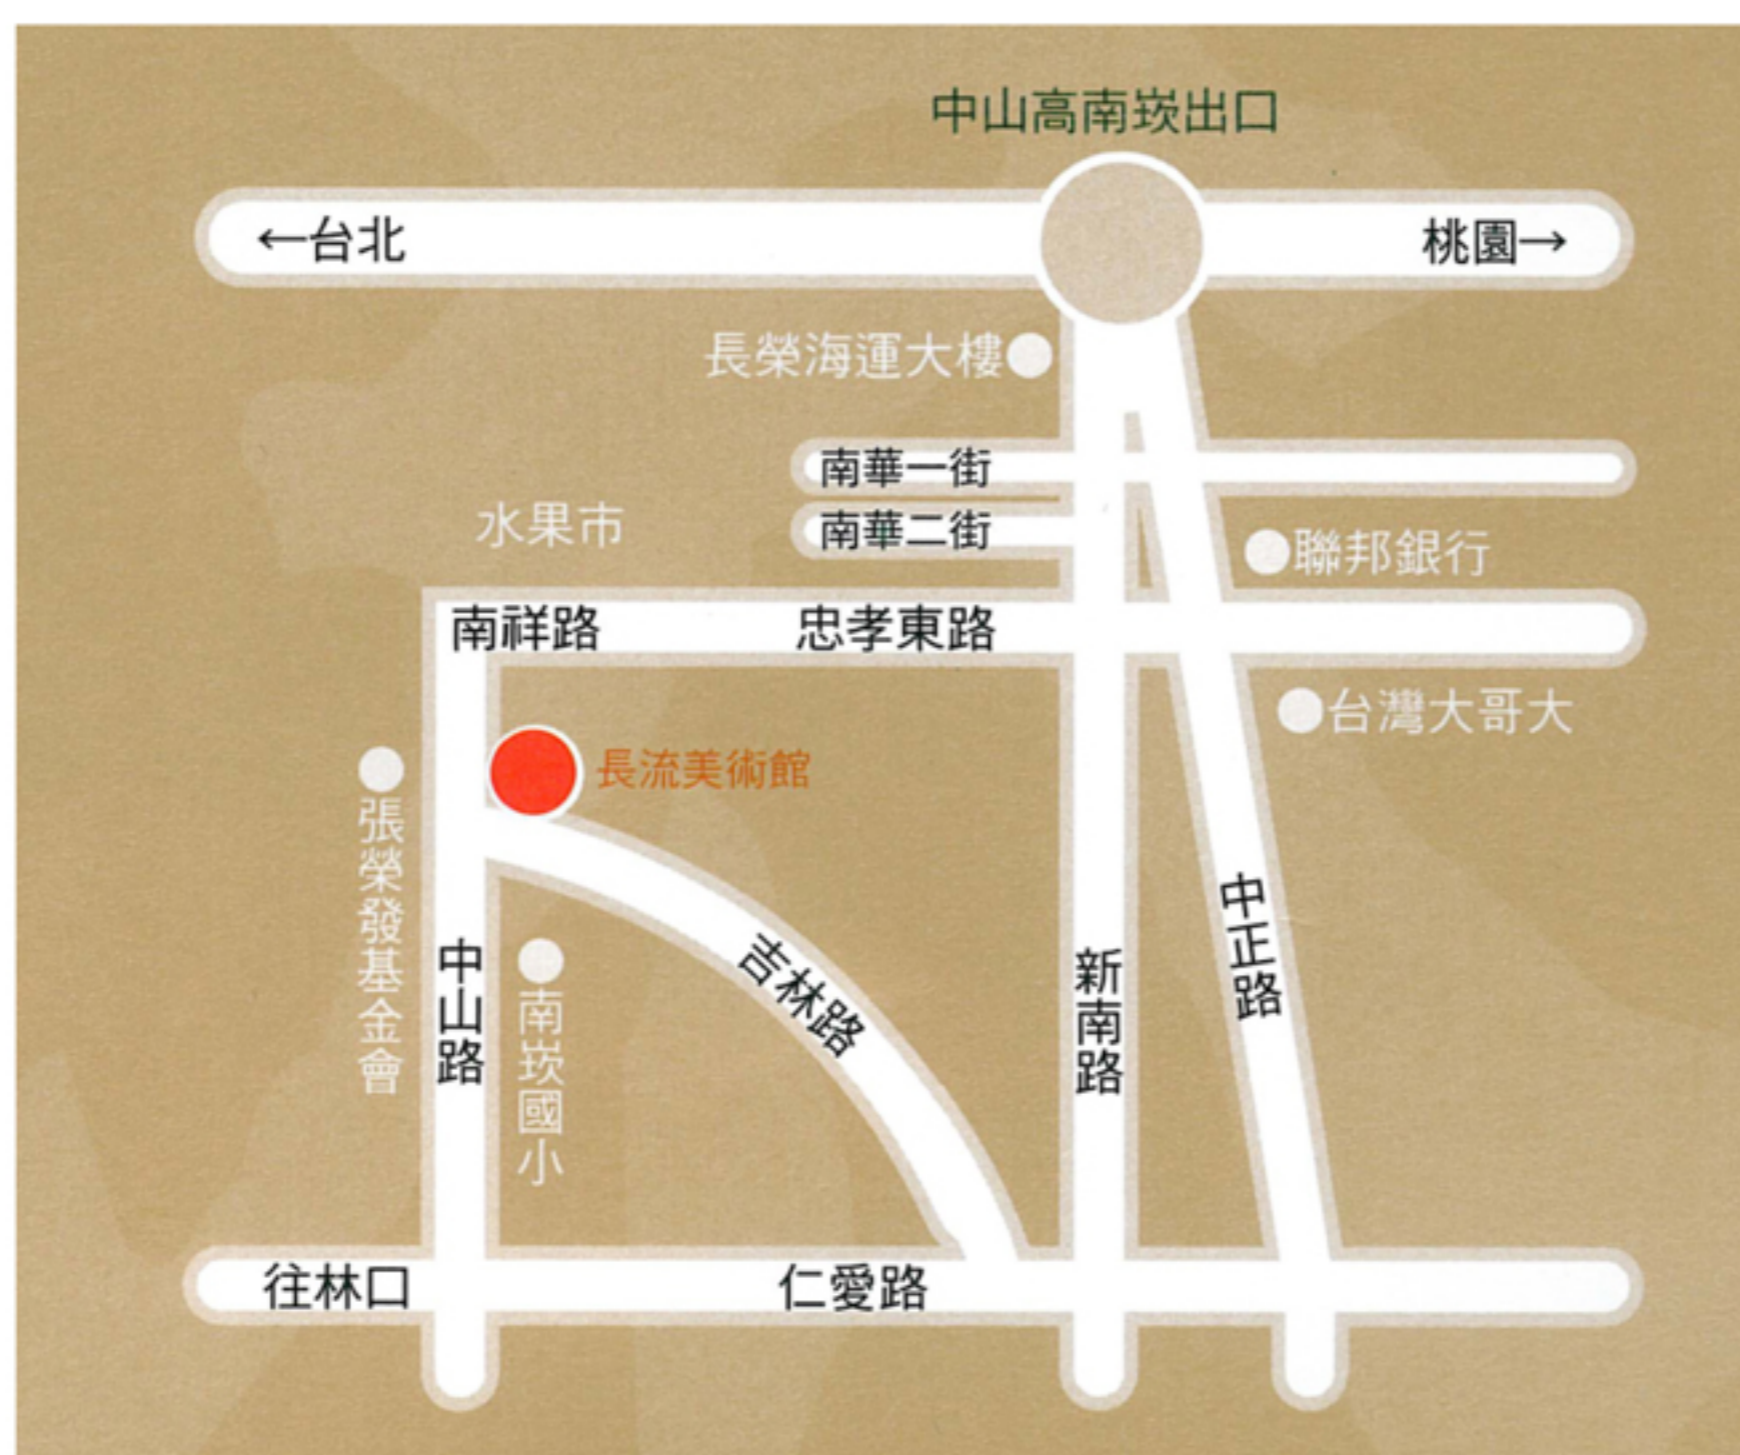 中山高南崁出口
←台北
桃園→
長榮海運大樓
南華一街
水果市
南華二街
聯邦銀行
南祥路
忠孝東路
台灣大哥大
長流美術館
張榮發基金會
中山路
南崁國小
吉林路
新南路
中正路
往林口
仁愛路